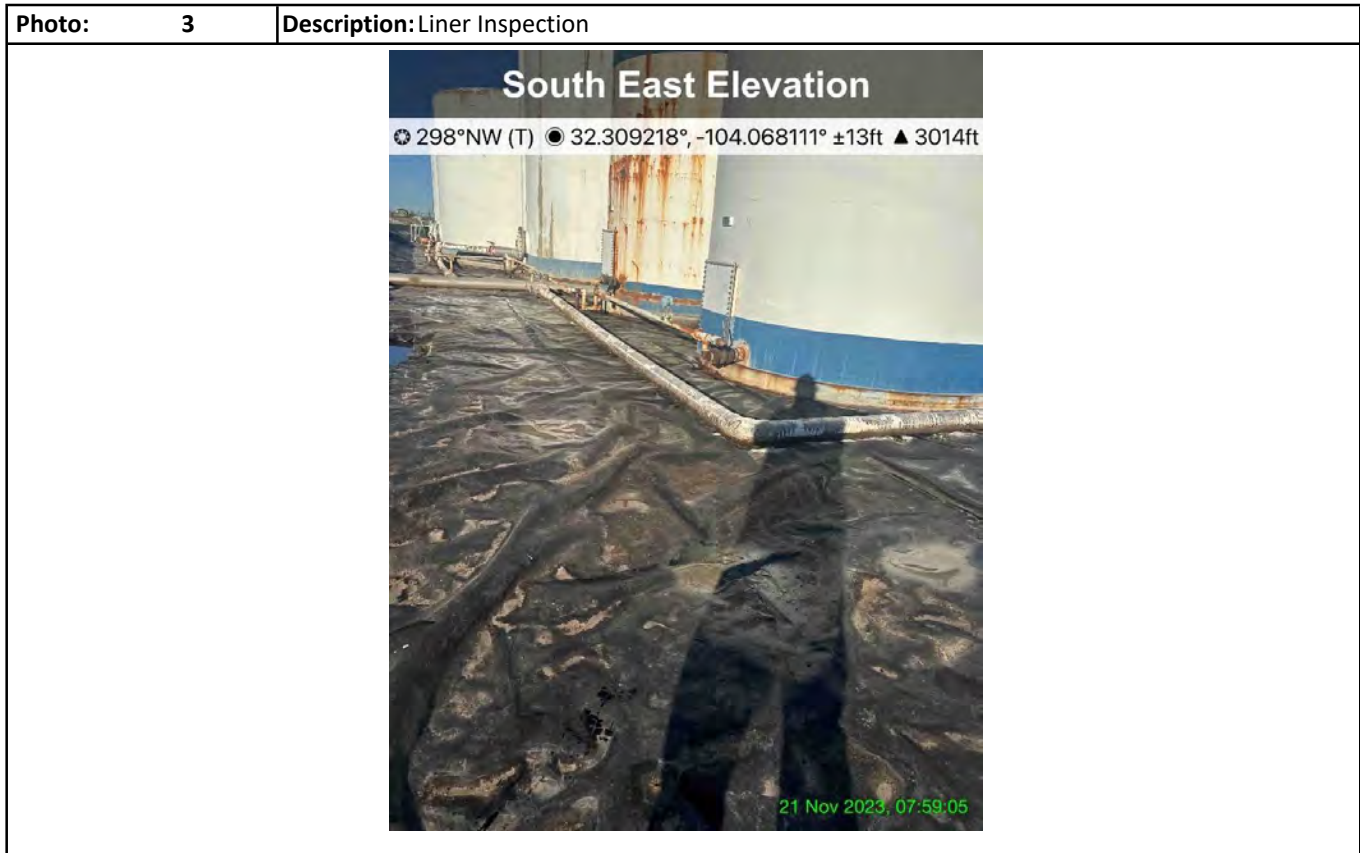 Photo: 3 Description: Liner Inspection
South East Elevation
298°NW (T) 32.309218°, -104.068111° ±13ft ▲ 3014ft
21 Nov 2023, 07:59:05